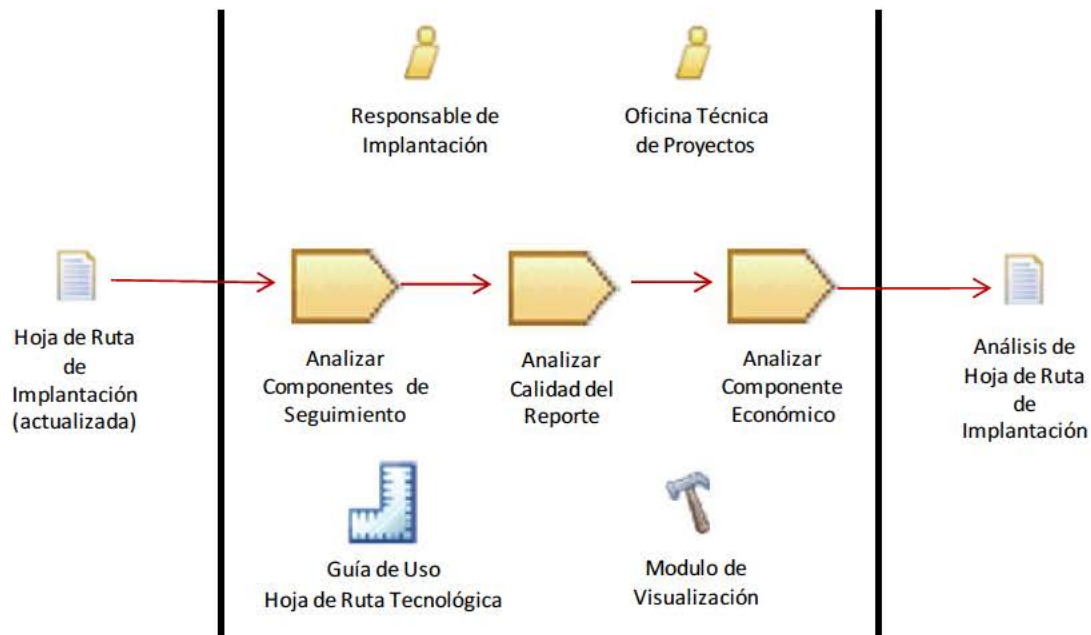 Responsable de
Implantación
Oficina Técnica
de Proyectos
Hoja de Ruta
de
Implantación
(actualizada)
Analizar
Componentes de
Seguimiento
Analizar
Calidad del
Reporte
Analizar
Componente
Económico
Análisis de
Hoja de Ruta
de
Implantación
Guía de Uso
Hoja de Ruta Tecnológica
Modulo de
Visualización